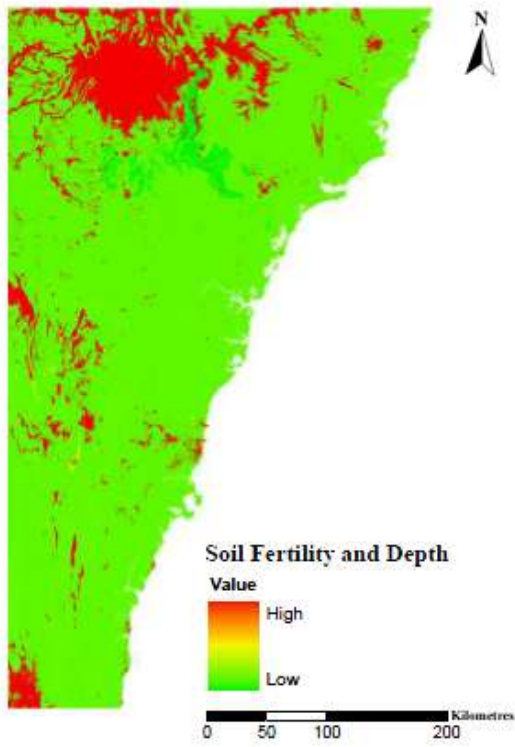 N
Soil Fertility and Depth
Value
High
Low
Kilometres
0 50 100 200